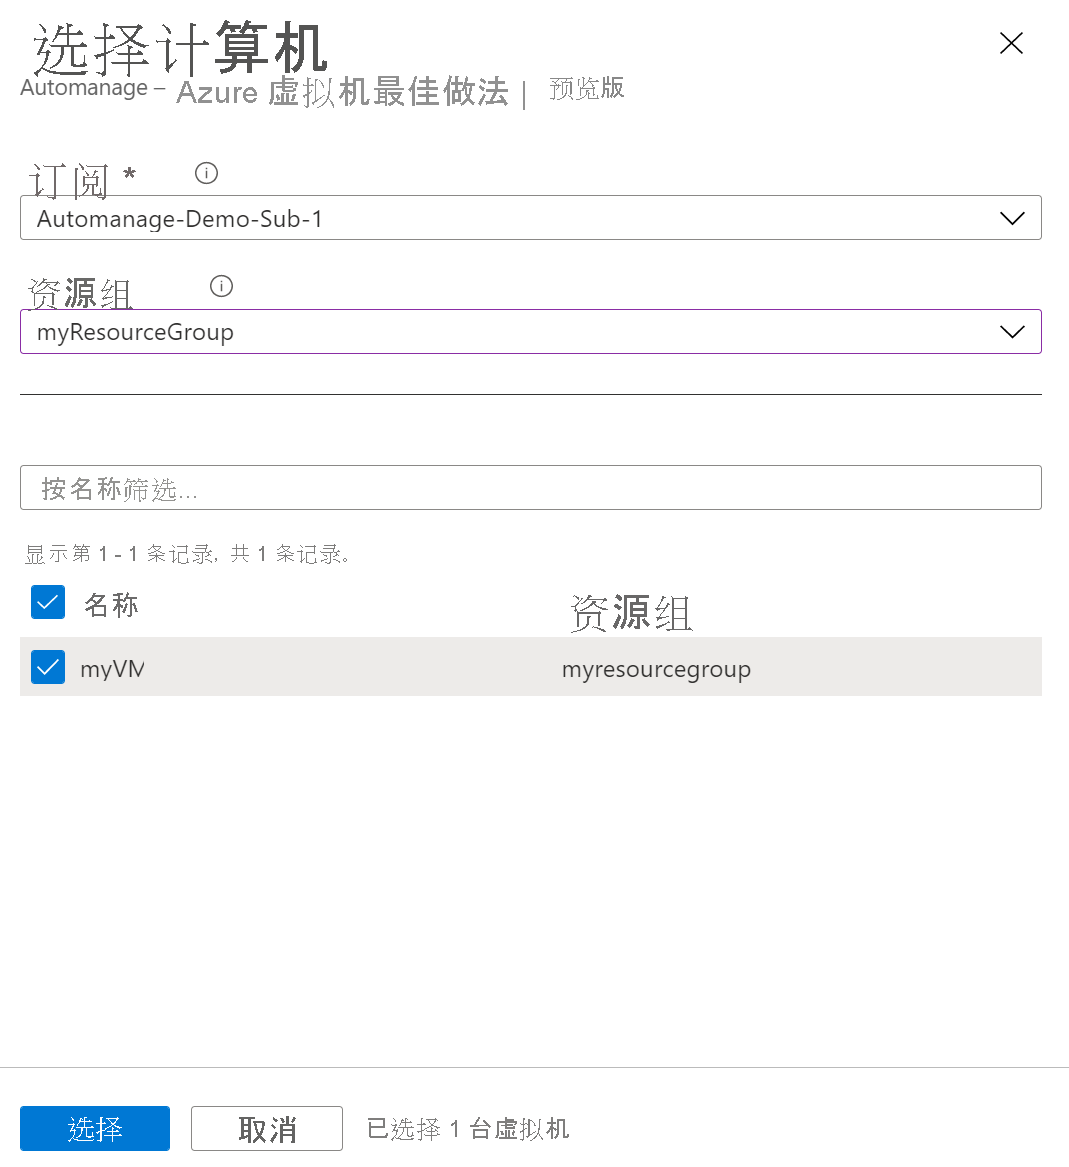 选择计算机
Automanage – Azure 虚拟机最佳做法 | 预览版
订阅 *
Automanage-Demo-Sub-1
资源组
myResourceGroup
按名称筛选...
显示第 1 - 1 条记录, 共 1 条记录。
名称 资源组
myVM myresourcegroup
选择 取消 已选择 1 台虚拟机